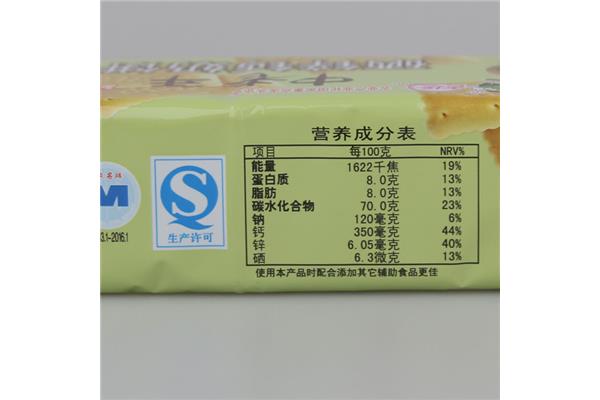 营养成分表
项目 每100克 NRV%
能量 1622千焦 19%
蛋白质 8.0克 13%
脂肪 8.0克 13%
碳水化合物 70.0克 23%
钠 120毫克 6%
钙 350毫克 44%
锌 6.05毫克 40%
硒 6.3微克 13%
使用本产品时配合添加其它辅助食品更佳
S
生产许可
M
3.1-2016.1